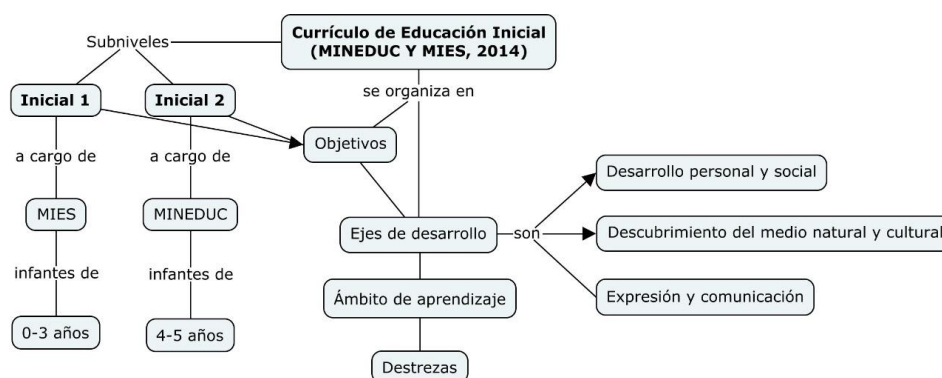 Currículo de Educación Inicial
(MINEDUC Y MIES, 2014)
Subniveles
se organiza en
Inicial 1
Inicial 2
Objetivos
a cargo de
a cargo de
MIES
MINEDUC
infantes de
infantes de
0-3 años
4-5 años
Ejes de desarrollo
son
Desarrollo personal y social
Descubrimiento del medio natural y cultural
Expresión y comunicación
Ámbito de aprendizaje
Destrezas